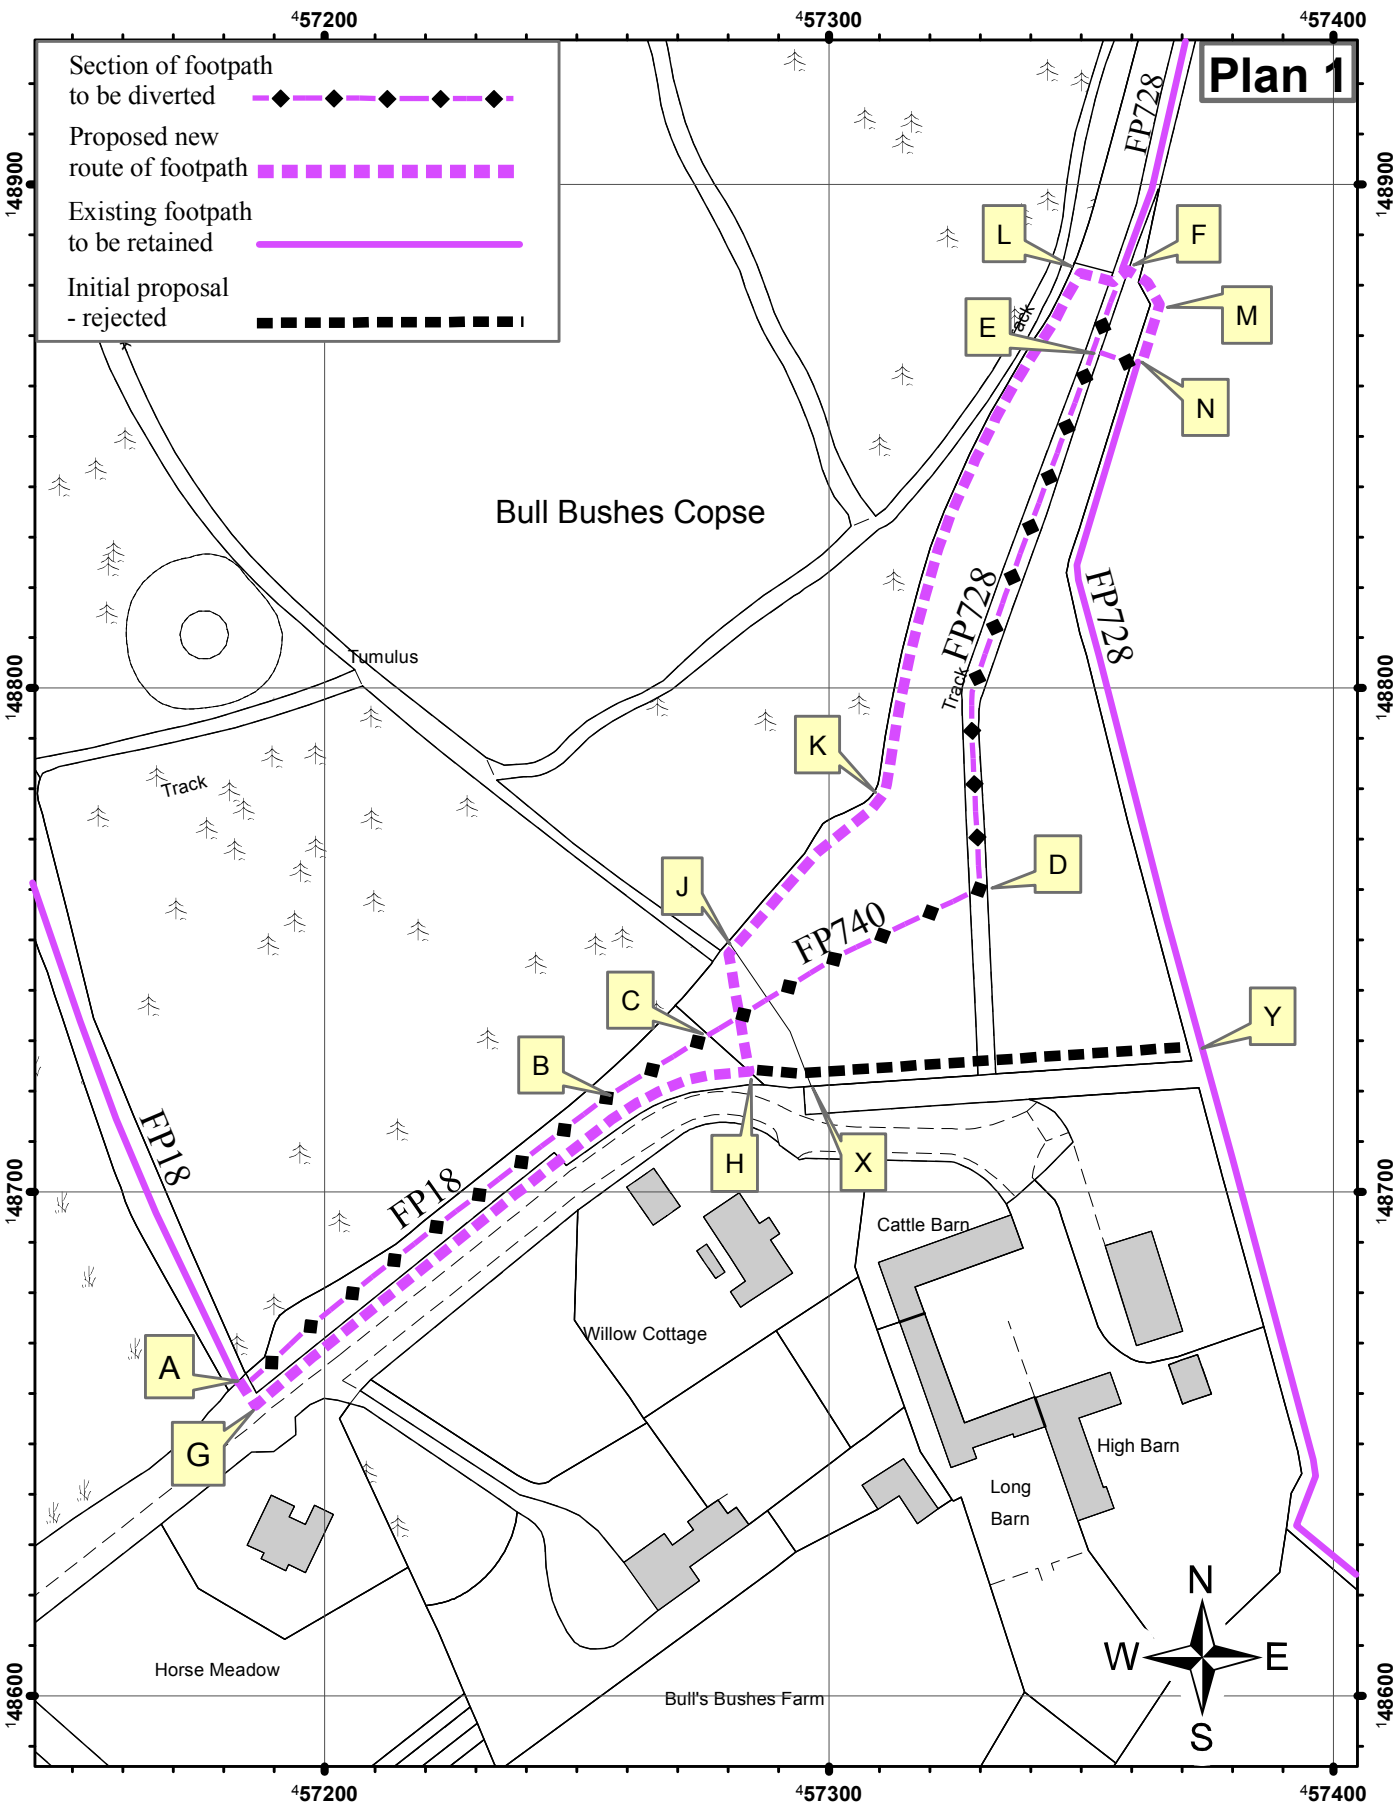 ⁴57200
⁴57300
⁴57400
Plan 1
Section of footpath
to be diverted
Proposed new
route of footpath
Existing footpath
to be retained
Initial proposal
- rejected
FP728
¹48900
¹48900
L
F
E
M
ack
N
Bull Bushes Copse
FP728
FP728
Tumulus
Track
¹48800
¹48800
K
Track
J
D
FP740
C
Y
B
FP18
H
X
FP18
¹48700
¹48700
Cattle Barn
Willow Cottage
A
G
High Barn
Long
Barn
N
W
E
S
Horse Meadow
Bull's Bushes Farm
¹48600
¹48600
⁴57200
⁴57300
⁴57400